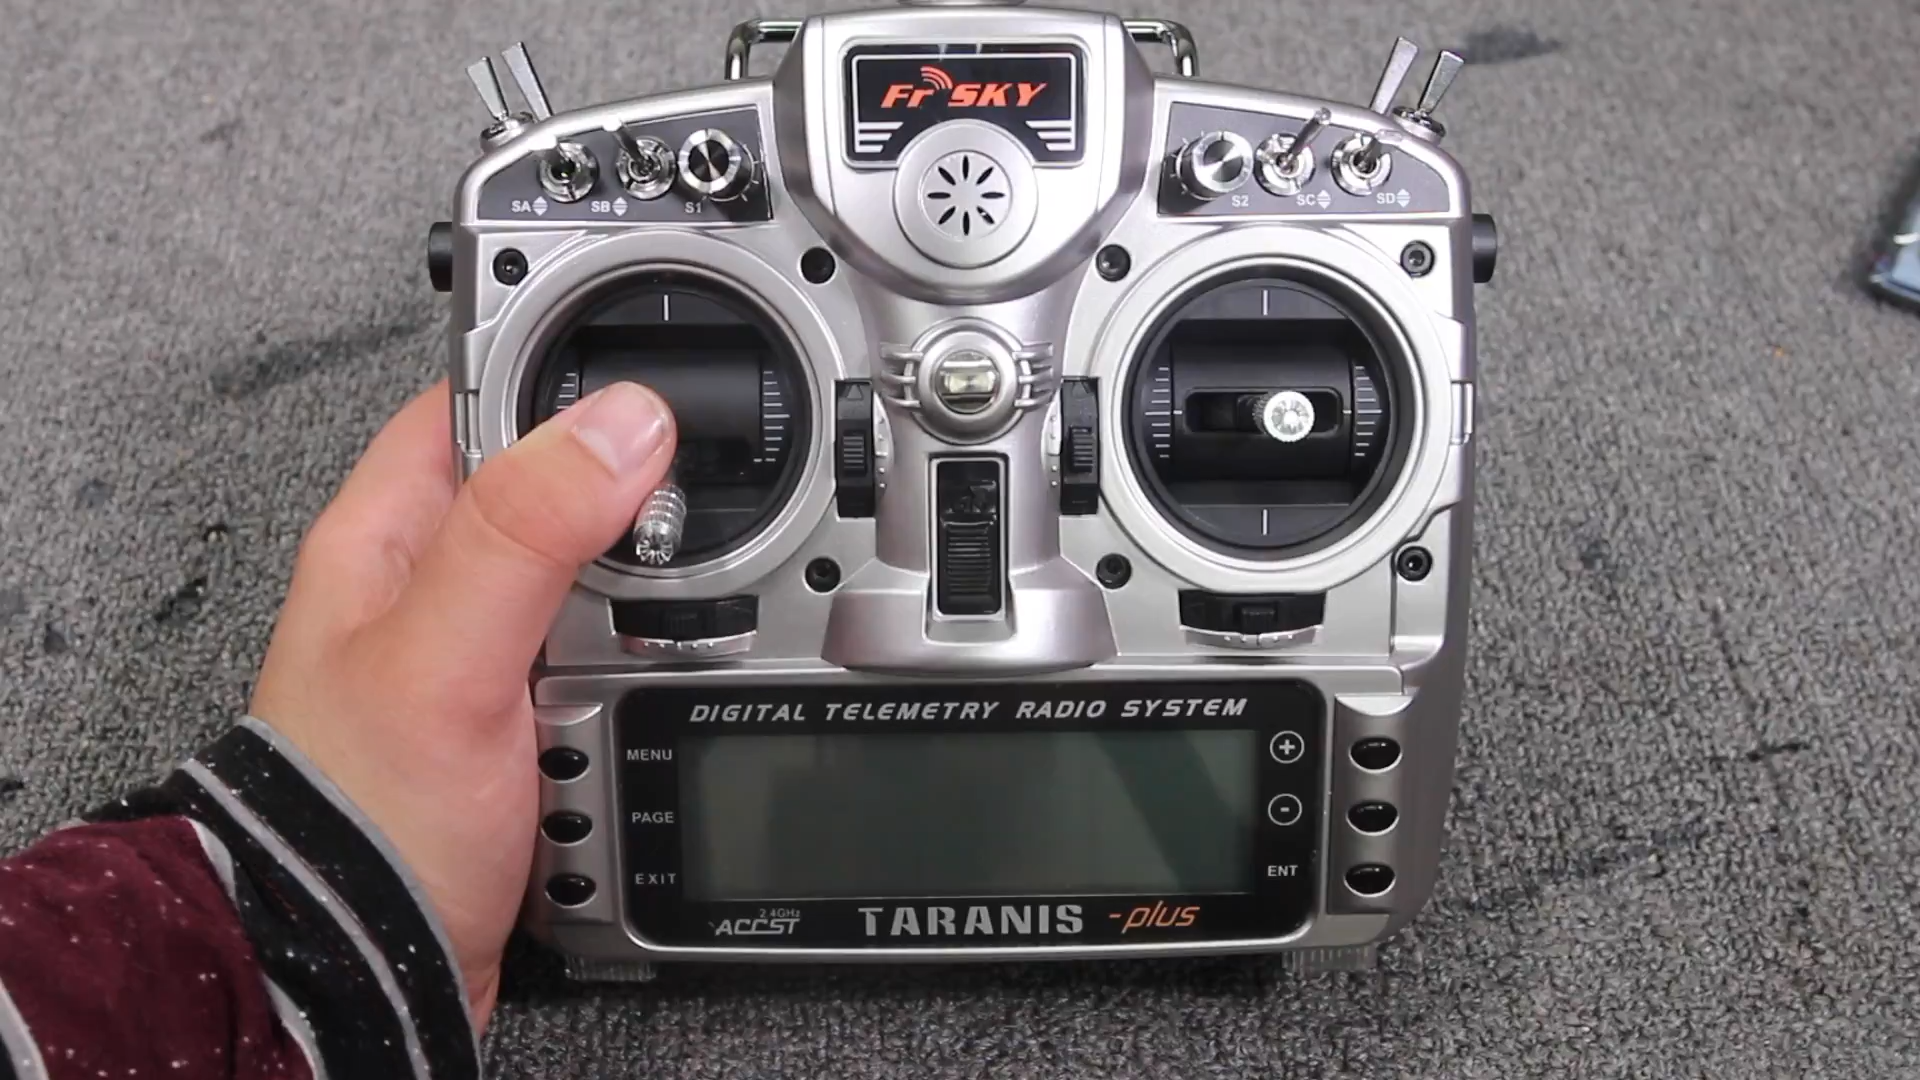 FrSKY
SA SB S1
S2 SC SD
DIGITAL TELEMETRY RADIO SYSTEM
MENU
+
PAGE
-
EXIT
ENT
2.4GHz
ACCST TARANIS -plus